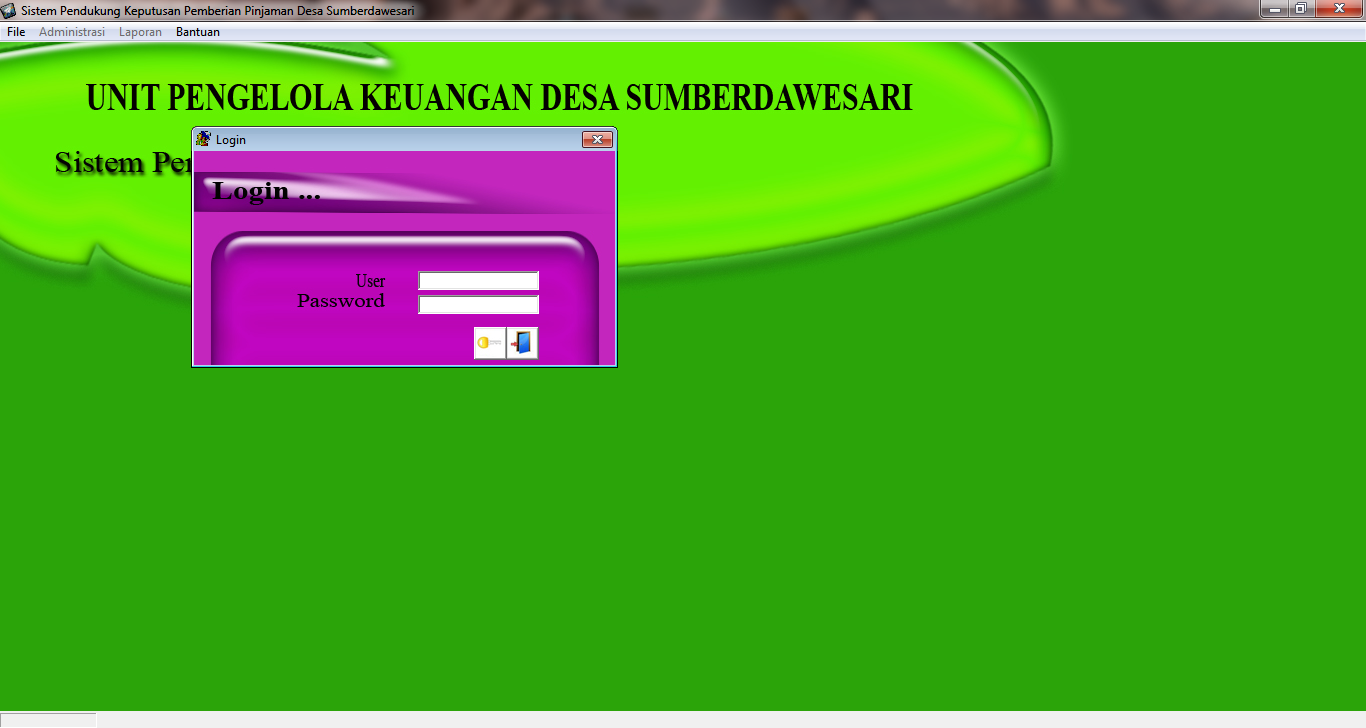 Sistem Pendukung Keputusan Pemberian Pinjaman Desa Sumberdawesari
File Administrasi Laporan Bantuan
UNIT PENGELOLA KEUANGAN DESA SUMBERDAWESARI
Login
Sistem
Login ...
User
Password